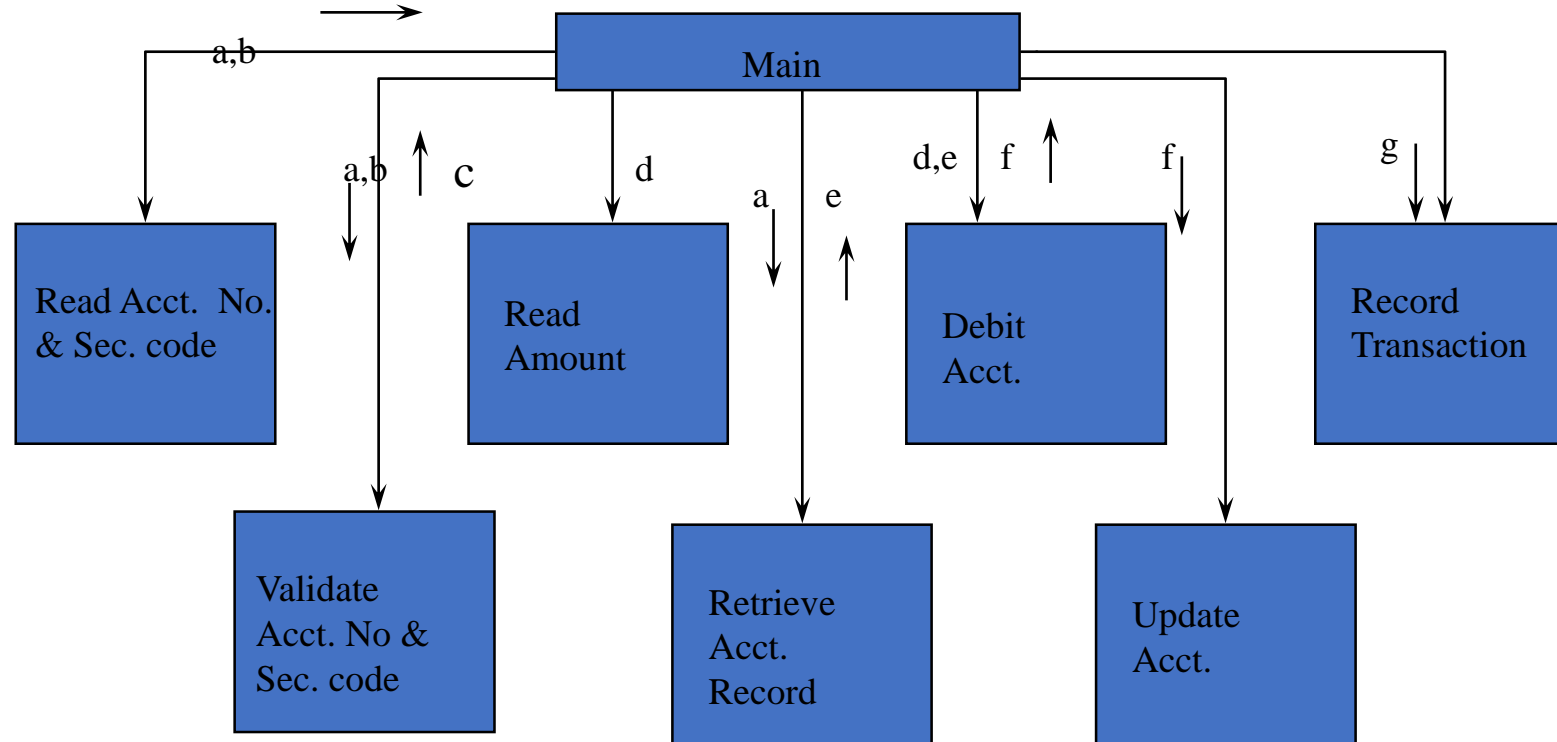 Main
a,b
a,b
c
d
a
e
d,e
f
f
g
Read Acct. No.
& Sec. code
Read
Amount
Debit
Acct.
Record
Transaction
Validate
Acct. No &
Sec. code
Retrieve
Acct.
Record
Update
Acct.